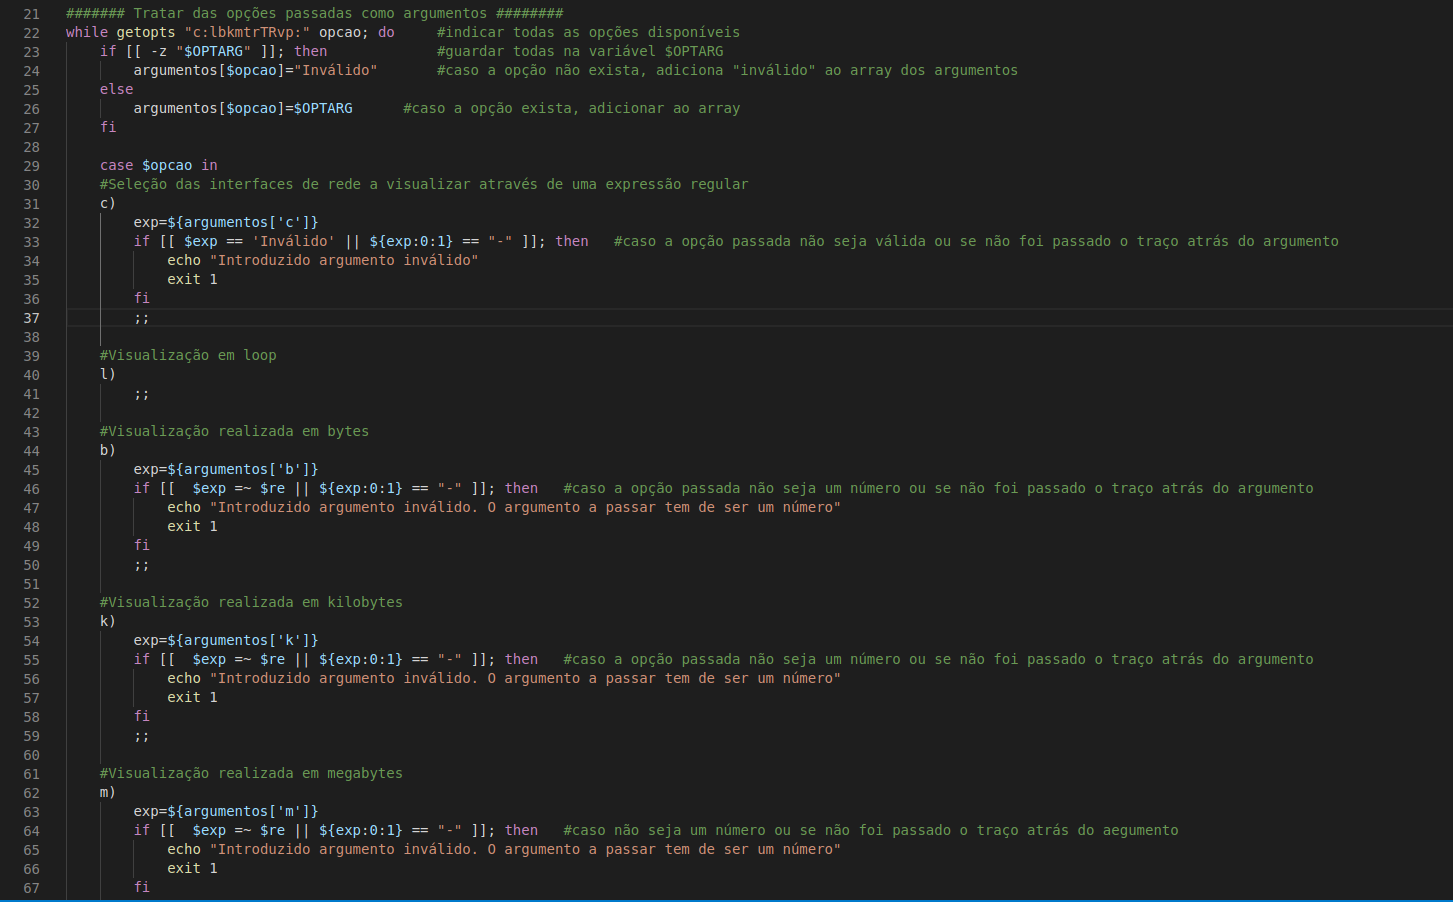 21 ####### Tratar das opções passadas como argumentos ########
22 while getopts "c:lbkmtrTRvp:" opcao; do     #indicar todas as opções disponíveis
23     if [[ -z "$OPTARG" ]]; then             #guardar todas na variável $OPTARG
24         argumentos[$opcao]="Inválido"       #caso a opção não exista, adiciona "inválido" ao array dos argumentos
25     else
26         argumentos[$opcao]=$OPTARG      #caso a opção exista, adicionar ao array
27     fi
28
29     case $opcao in
30     #Seleção das interfaces de rede a visualizar através de uma expressão regular
31     c)
32         exp=${argumentos['c']}
33         if [[ $exp == 'Inválido' || ${exp:0:1} == "-" ]]; then   #caso a opção passada não seja válida ou se não foi passado o traço atrás do argumento
34             echo "Introduzido argumento inválido"
35             exit 1
36         fi
37         ;;
38
39     #Visualização em loop
40     l)
41         ;;
42
43     #Visualização realizada em bytes
44     b)
45         exp=${argumentos['b']}
46         if [[  $exp =~ $re || ${exp:0:1} == "-" ]]; then   #caso a opção passada não seja um número ou se não foi passado o traço atrás do argumento
47             echo "Introduzido argumento inválido. O argumento a passar tem de ser um número"
48             exit 1
49         fi
50         ;;
51
52     #Visualização realizada em kilobytes
53     k)
54         exp=${argumentos['k']}
55         if [[  $exp =~ $re || ${exp:0:1} == "-" ]]; then   #caso a opção passada não seja um número ou se não foi passado o traço atrás do argumento
56             echo "Introduzido argumento inválido. O argumento a passar tem de ser um número"
57             exit 1
58         fi
59         ;;
60
61     #Visualização realizada em megabytes
62     m)
63         exp=${argumentos['m']}
64         if [[  $exp =~ $re || ${exp:0:1} == "-" ]]; then   #caso não seja um número ou se não foi passado o traço atrás do aegumento
65             echo "Introduzido argumento inválido. O argumento a passar tem de ser um número"
66             exit 1
67         fi